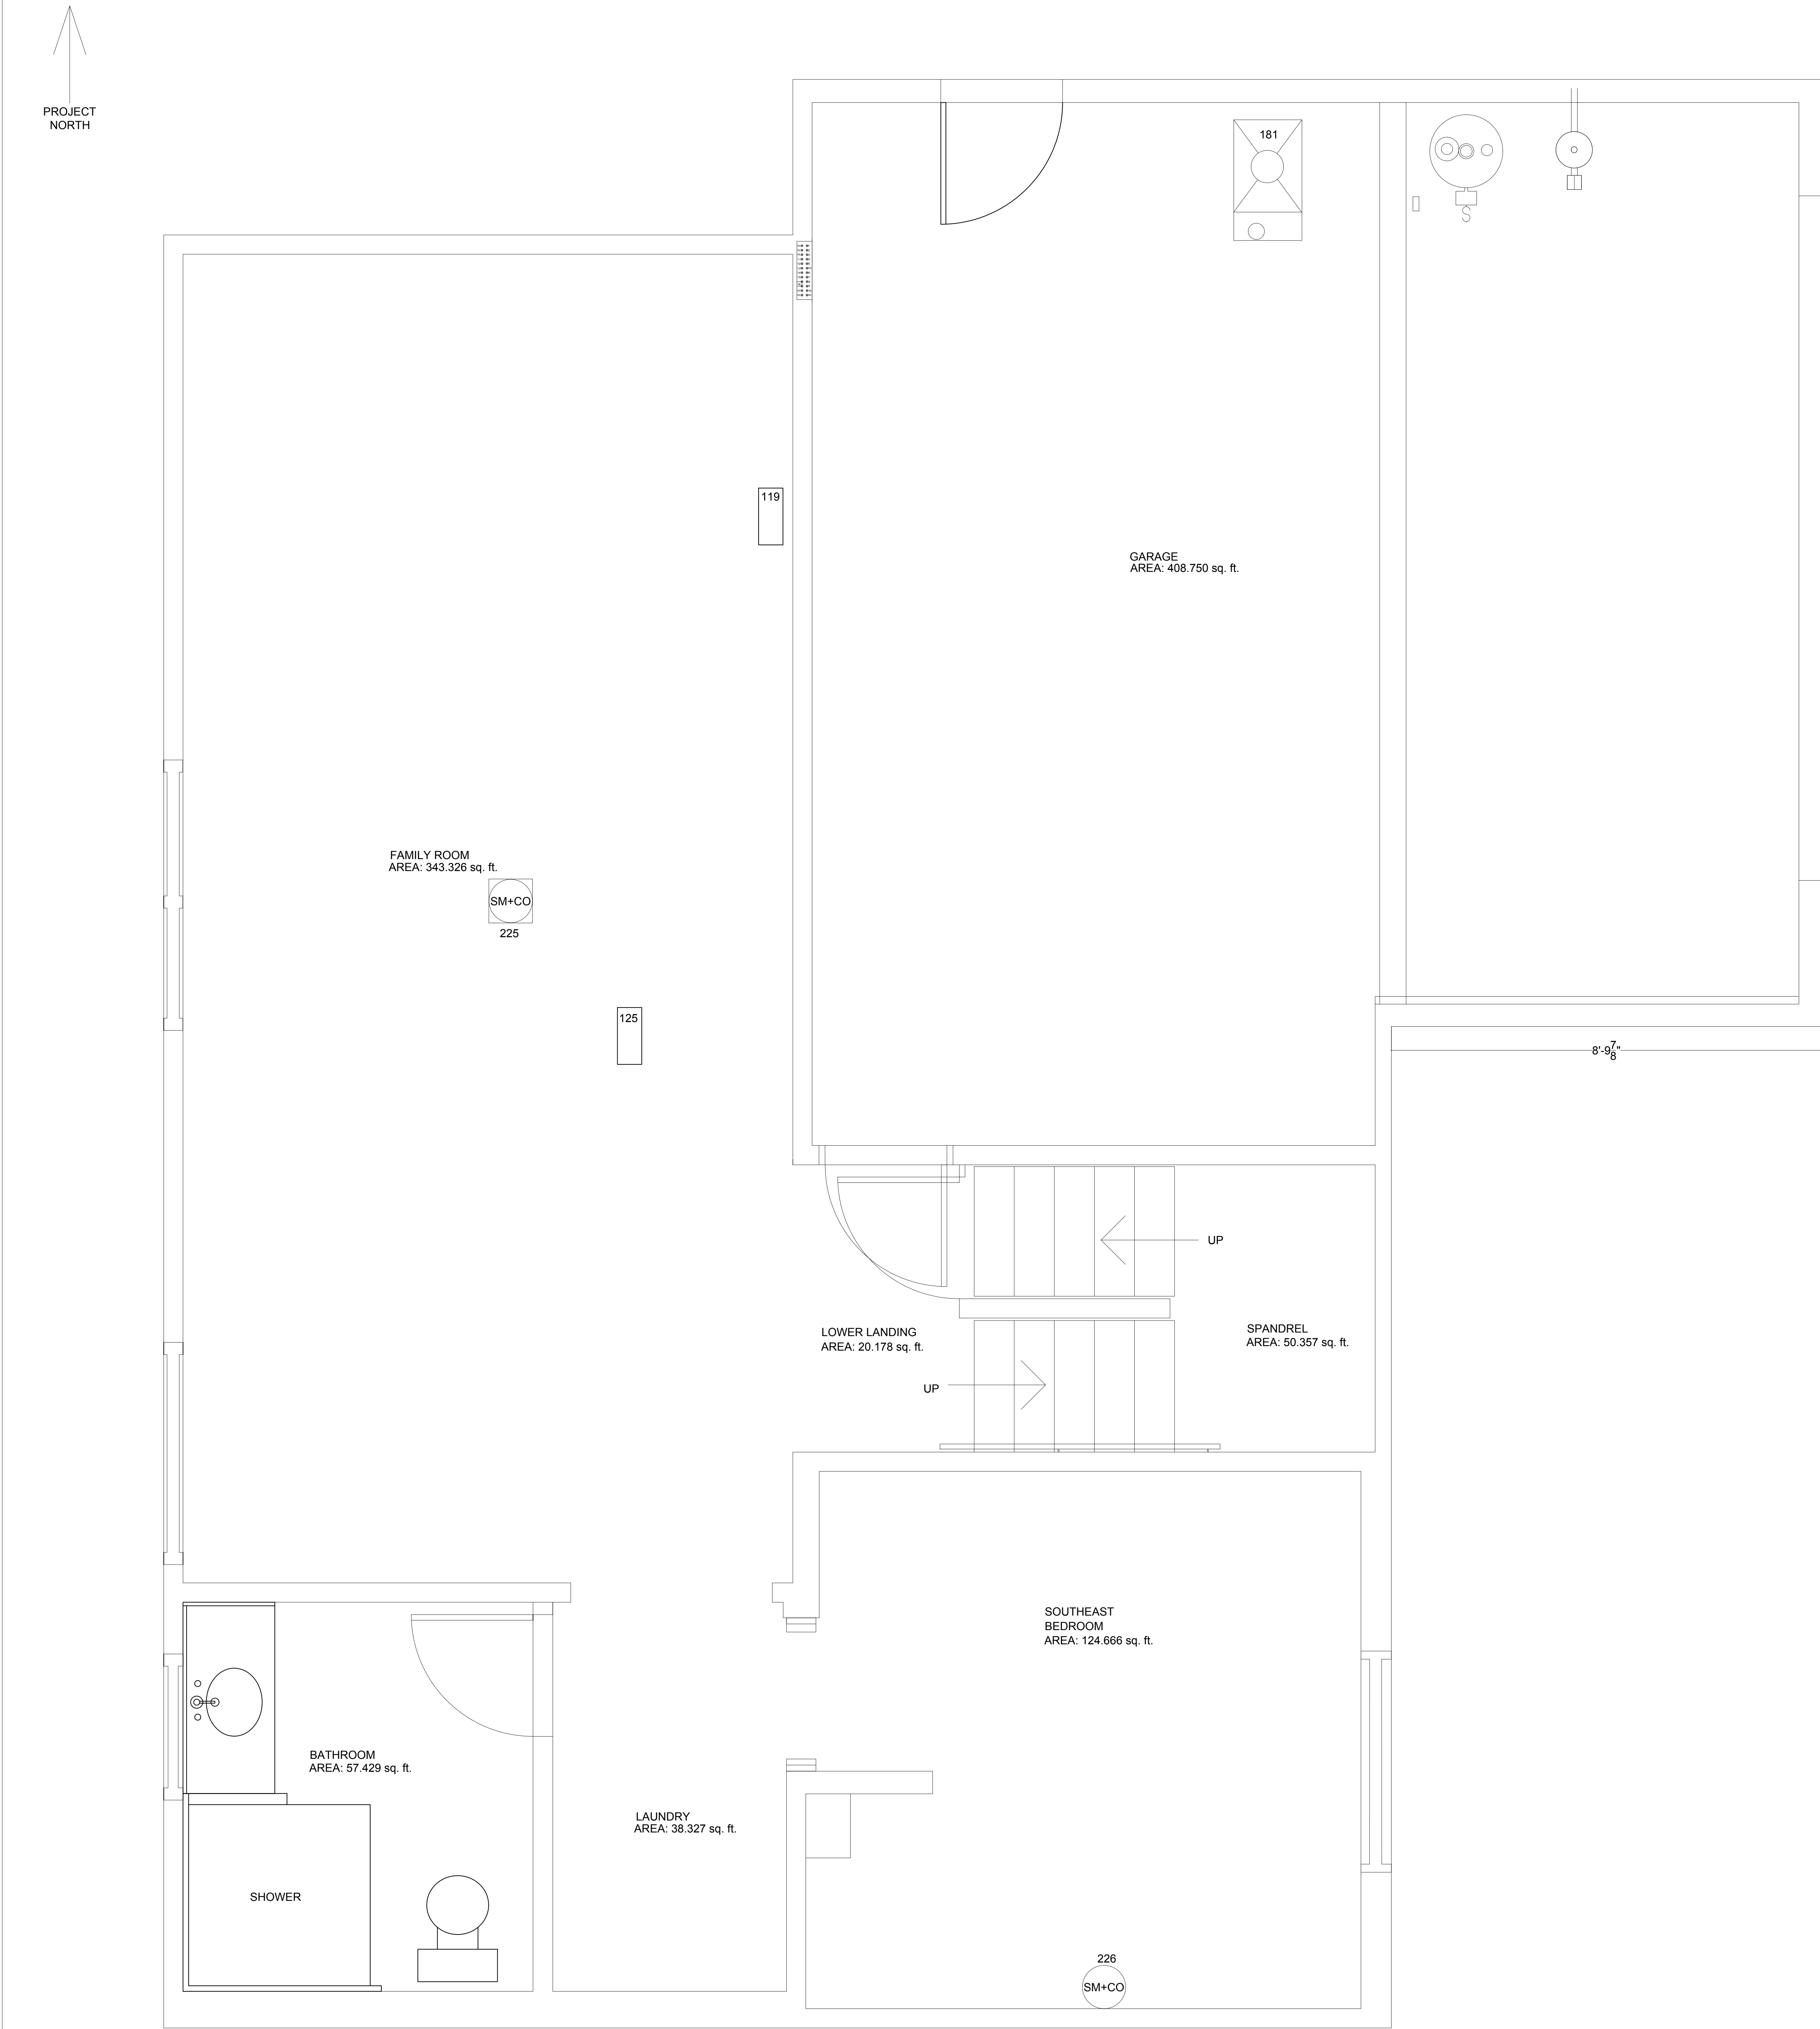 PROJECT
NORTH
181
119
GARAGE
AREA: 408.750 sq. ft.
FAMILY ROOM
AREA: 343.326 sq. ft.
SM+CO
225
125
8'-9 7/8"
UP
LOWER LANDING
AREA: 20.178 sq. ft.
SPANDREL
AREA: 50.357 sq. ft.
UP
SOUTHEAST
BEDROOM
AREA: 124.666 sq. ft.
BATHROOM
AREA: 57.429 sq. ft.
LAUNDRY
AREA: 38.327 sq. ft.
SHOWER
226
SM+CO